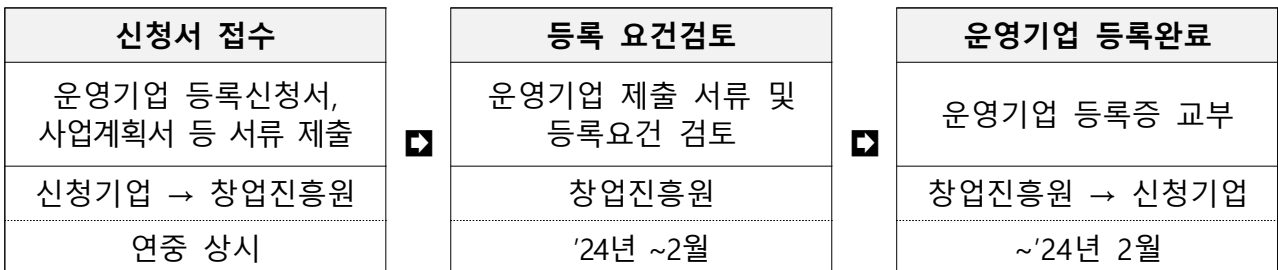 신청서 접수
운영기업 등록신청서,
사업계획서 등 서류 제출
신청기업 → 창업진흥원
연중 상시
등록 요건검토
운영기업 제출 서류 및
등록요건 검토
창업진흥원
'24년 ~2월
운영기업 등록완료
운영기업 등록증 교부
창업진흥원 → 신청기업
~'24년 2월